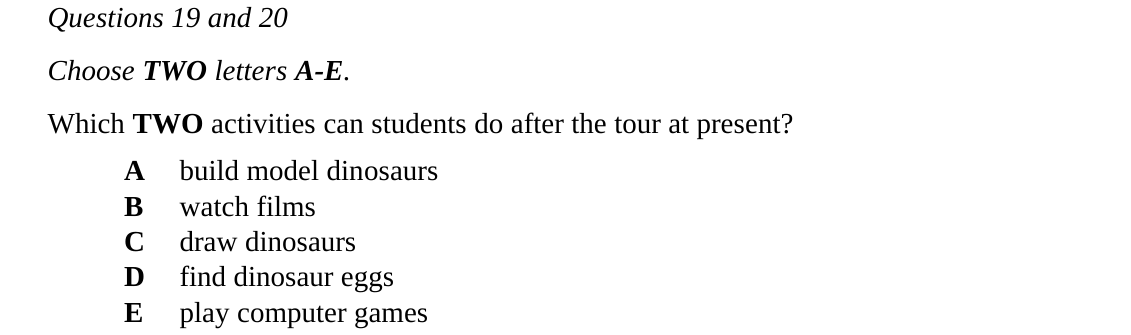 Questions 19 and 20
Choose TWO letters A-E.
Which TWO activities can students do after the tour at present?
A build model dinosaurs
B watch films
C draw dinosaurs
D find dinosaur eggs
E play computer games